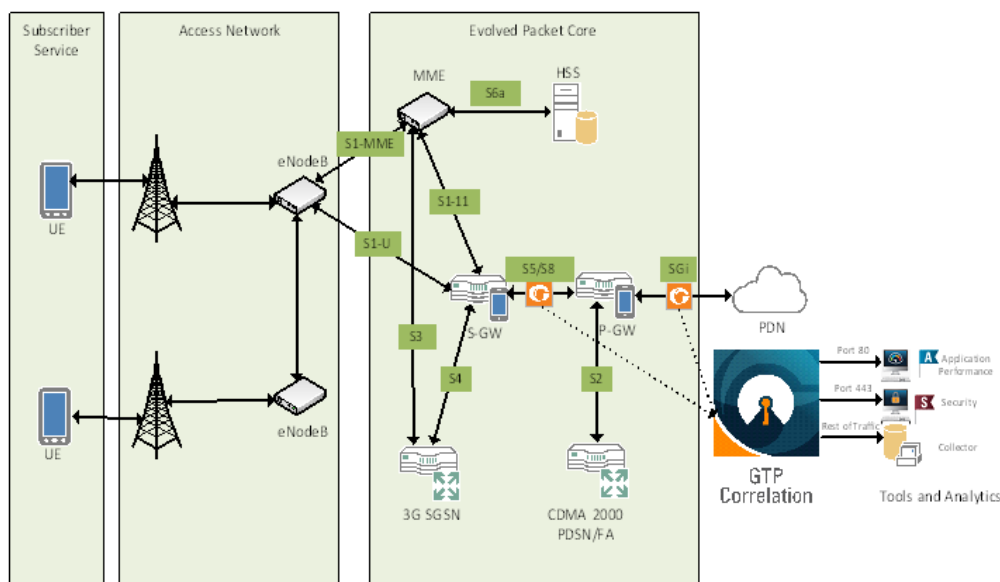 Subscriber
Service
Access Network
Evolved Packet Core
MME
HSS
S6a
S1-MME
eNodeB
S1-11
UE
S1-U
S5/S8
SGi
S-GW
P-GW
PDN
S3
S4
S2
Port 80
A
Application
Performance
Port 443
S
Security
Rest of Traffic
Collector
UE
eNodeB
3G SGSN
CDMA 2000
PDSN/FA
GTP
Correlation
Tools and Analytics